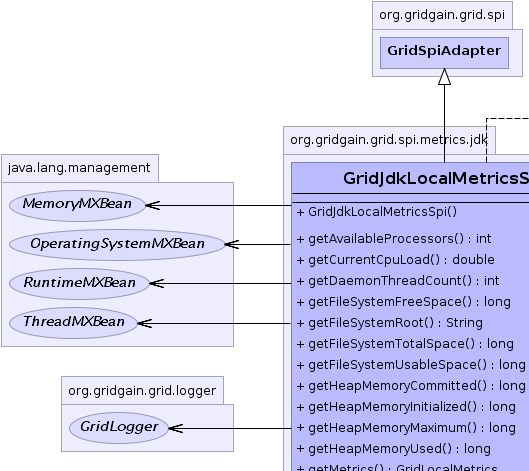 org.gridgain.grid.spi
GridSpiAdapter
org.gridgain.grid.spi.metrics.jdk
java.lang.management
MemoryMXBean
OperatingSystemMXBean
RuntimeMXBean
ThreadMXBean
org.gridgain.grid.logger
GridLogger
GridJdkLocalMetricsS
+ GridJdkLocalMetricsSpi()
+ getAvailableProcessors() : int
+ getCurrentCpuLoad() : double
+ getDaemonThreadCount() : int
+ getFileSystemFreeSpace() : long
+ getFileSystemRoot() : String
+ getFileSystemTotalSpace() : long
+ getFileSystemUsableSpace() : long
+ getHeapMemoryCommitted() : long
+ getHeapMemoryInitialized() : long
+ getHeapMemoryMaximum() : long
+ getHeapMemoryUsed() : long
+ getMetrics() : GridLocalMetrics